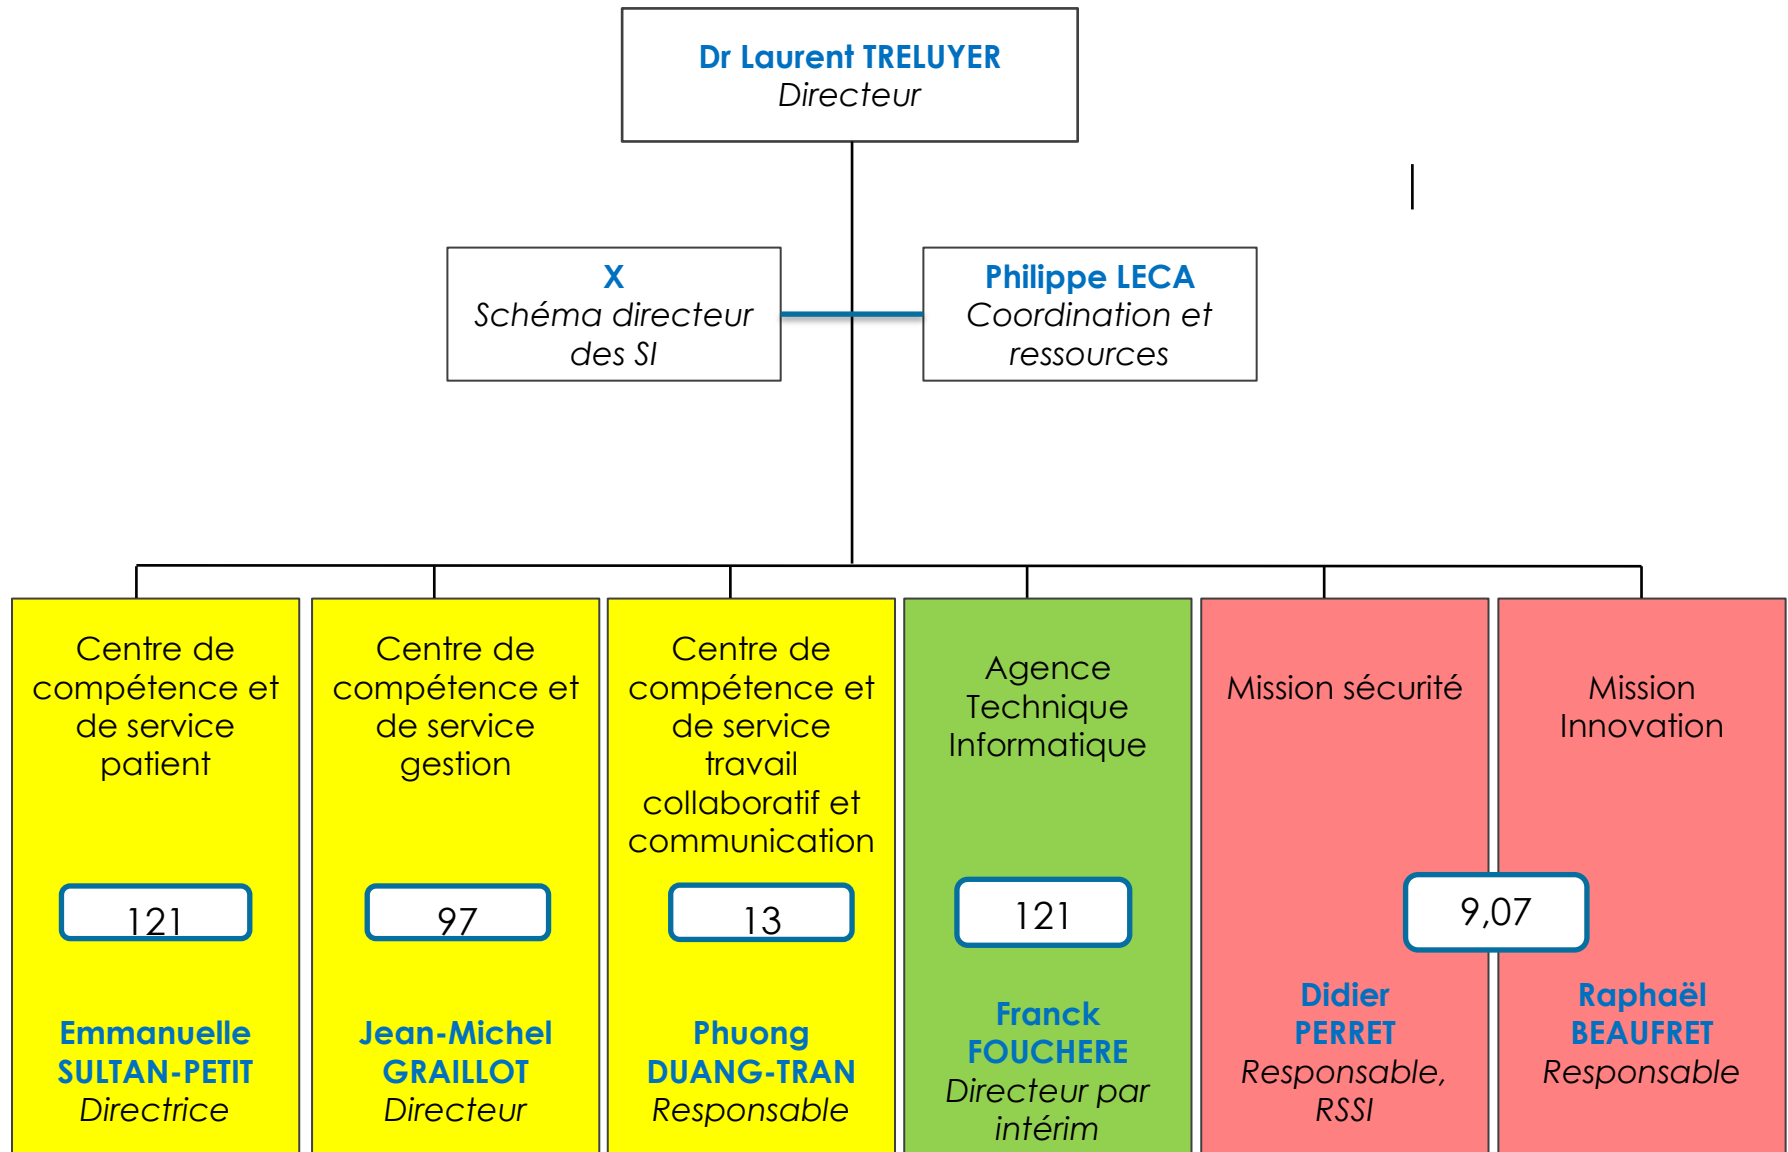 Dr Laurent TRELUYER
Directeur
X
Schéma directeur
des SI
Philippe LECA
Coordination et
ressources
Centre de
compétence et
de service
patient
121
Emmanuelle
SULTAN-PETIT
Directrice
Centre de
compétence et
de service
gestion
97
Jean-Michel
GRAILLOT
Directeur
Centre de
compétence et
de service
travail
collaboratif et
communication
13
Phuong
DUANG-TRAN
Responsable
Agence
Technique
Informatique
121
Franck
FOUCHERE
Directeur par
intérim
Mission sécurité
9,07
Didier
PERRET
Responsable,
RSSI
Mission
Innovation
Raphaël
BEAUFRET
Responsable